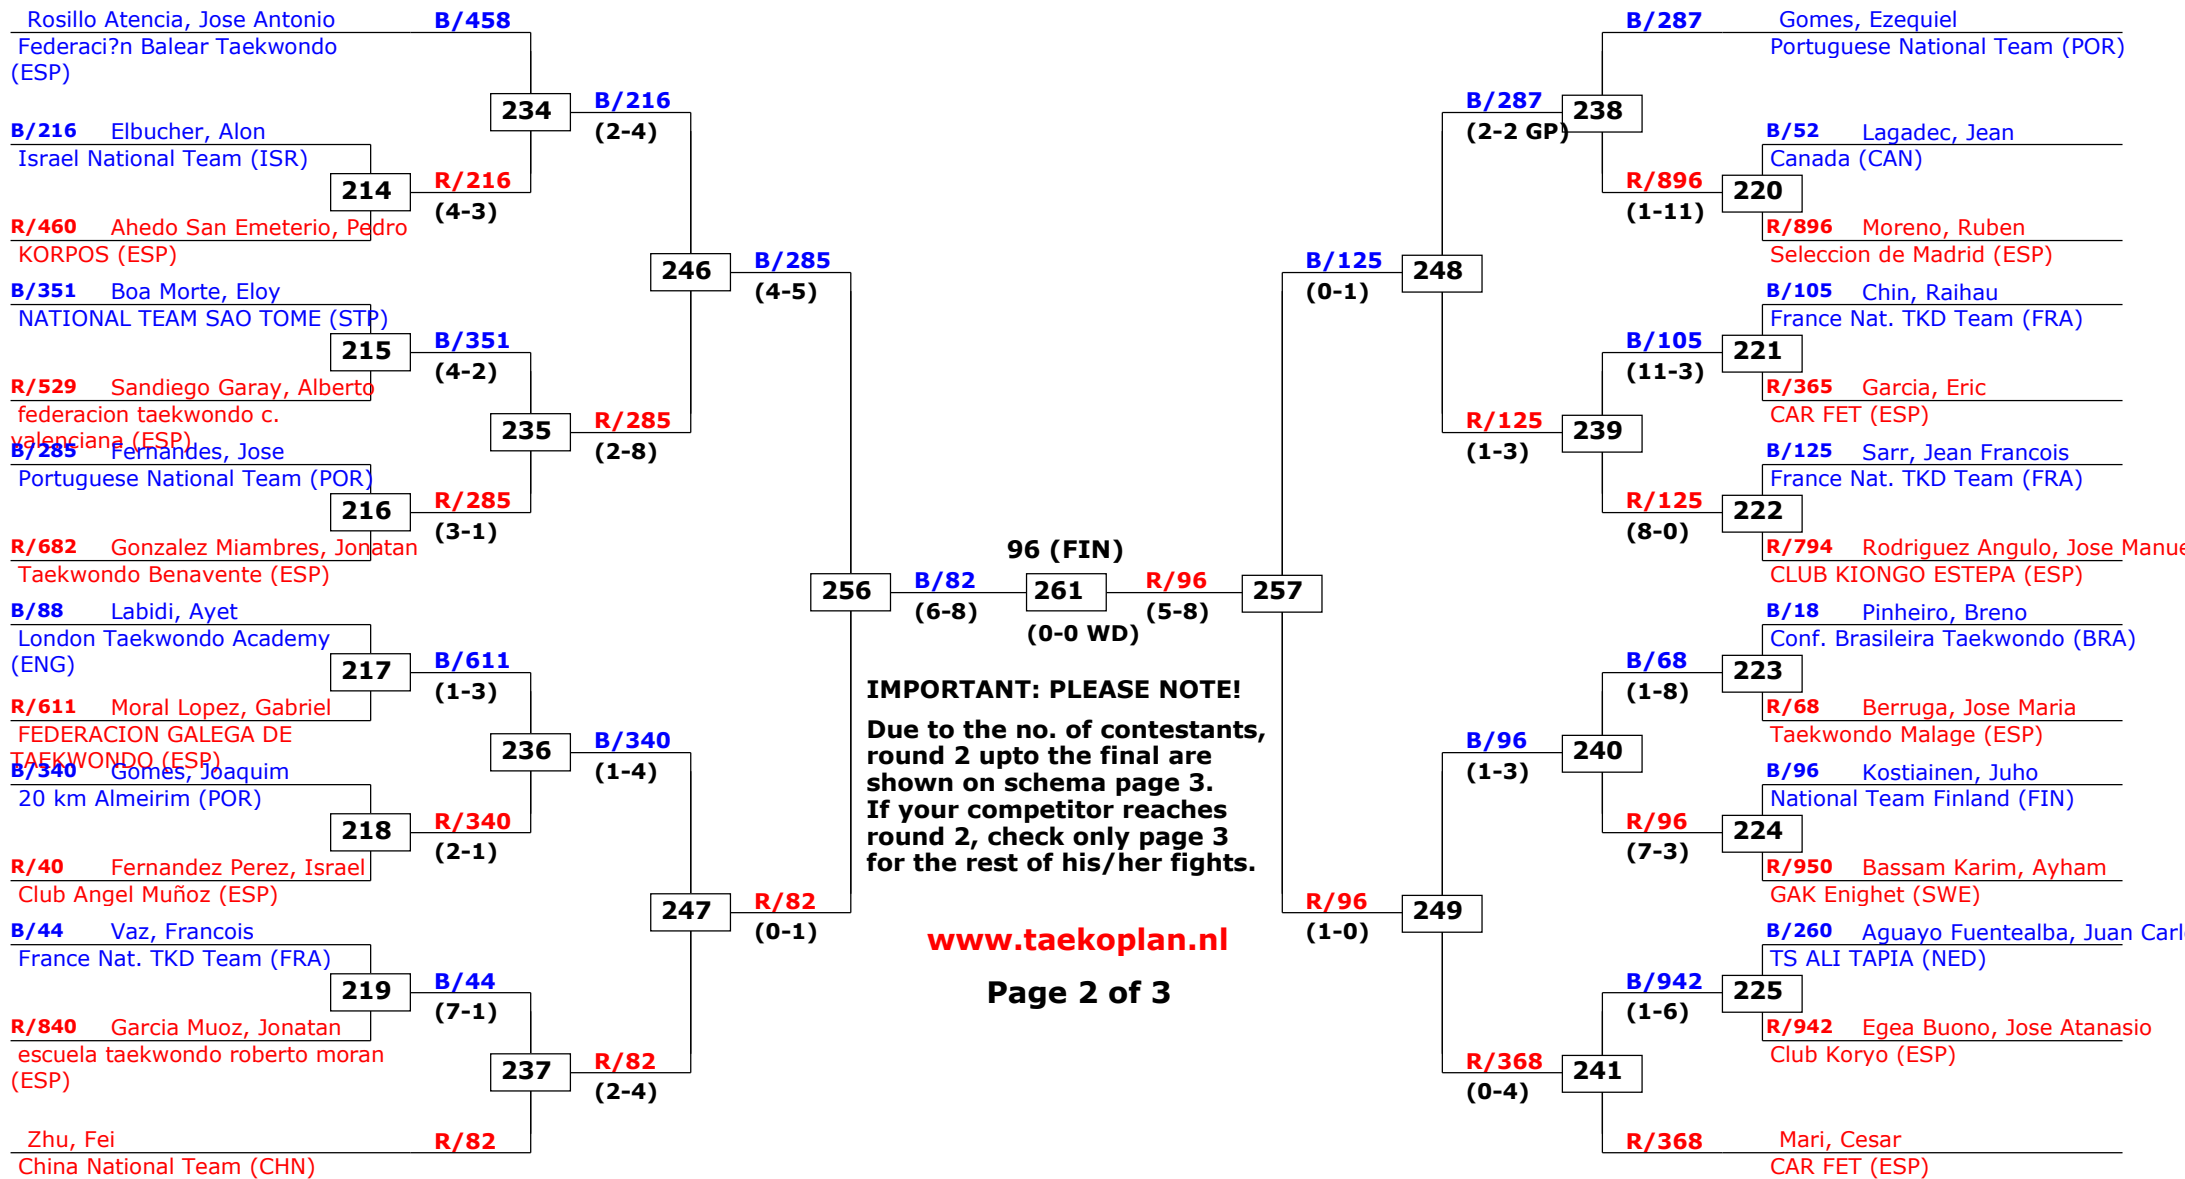 Rosillo Atencia, Jose Antonio
B/458
Federaci?n Balear Taekwondo
(ESP)
234
B/216
(2-4)
B/216 Elbucher, Alon
Israel National Team (ISR)
214
R/216
(4-3)
R/460 Ahedo San Emeterio, Pedro
KORPOS (ESP)
246
B/285
(4-5)
B/351 Boa Morte, Eloy
NATIONAL TEAM SAO TOME (STP)
215
B/351
(4-2)
R/529 Sandiego Garay, Alberto
federacion taekwondo c.
valenciana (ESP)
235
R/285
(2-8)
B/285 Fernandes, Jose
Portuguese National Team (POR)
216
R/285
(3-1)
R/682 Gonzalez Miambres, Jonatan
Taekwondo Benavente (ESP)
256
B/82
(6-8)
B/88 Labidi, Ayet
London Taekwondo Academy
(ENG)
217
B/611
(1-3)
R/611 Moral Lopez, Gabriel
FEDERACION GALEGA DE
TAEKWONDO (ESP)
236
B/340
(1-4)
B/340 Gomes, Joaquim
20 km Almeirim (POR)
218
R/340
(2-1)
R/40 Fernandez Perez, Israel
Club Angel Muñoz (ESP)
247
R/82
(0-1)
B/44 Vaz, Francois
France Nat. TKD Team (FRA)
219
B/44
(7-1)
R/840 Garcia Muoz, Jonatan
escuela taekwondo roberto moran
(ESP)
237
R/82
(2-4)
Zhu, Fei
R/82
China National Team (CHN)
96 (FIN)
261
(0-0 WD)
IMPORTANT: PLEASE NOTE!
Due to the no. of contestants,
round 2 upto the final are
shown on schema page 3.
If your competitor reaches
round 2, check only page 3
for the rest of his/her fights.
www.taekoplan.nl
Page 2 of 3
B/287
Gomes, Ezequiel
Portuguese National Team (POR)
B/287
(2-2 GP)
238
B/52 Lagadec, Jean
Canada (CAN)
R/896
(1-11)
220
R/896 Moreno, Ruben
Seleccion de Madrid (ESP)
B/125
(0-1)
248
B/105 Chin, Raihau
France Nat. TKD Team (FRA)
B/105
(11-3)
221
R/365 Garcia, Eric
CAR FET (ESP)
R/125
(1-3)
239
B/125 Sarr, Jean Francois
France Nat. TKD Team (FRA)
R/125
(8-0)
222
R/794 Rodriguez Angulo, Jose Manue
CLUB KIONGO ESTEPA (ESP)
R/96
(5-8)
257
B/18 Pinheiro, Breno
Conf. Brasileira Taekwondo (BRA)
B/68
(1-8)
223
R/68 Berruga, Jose Maria
Taekwondo Malage (ESP)
B/96
(1-3)
240
B/96 Kostiainen, Juho
National Team Finland (FIN)
R/96
(7-3)
224
R/950 Bassam Karim, Ayham
GAK Enighet (SWE)
R/96
(1-0)
249
B/260 Aguayo Fuentealba, Juan Carl
TS ALI TAPIA (NED)
B/942
(1-6)
225
R/942 Egea Buono, Jose Atanasio
Club Koryo (ESP)
R/368
(0-4)
241
R/368
Mari, Cesar
CAR FET (ESP)